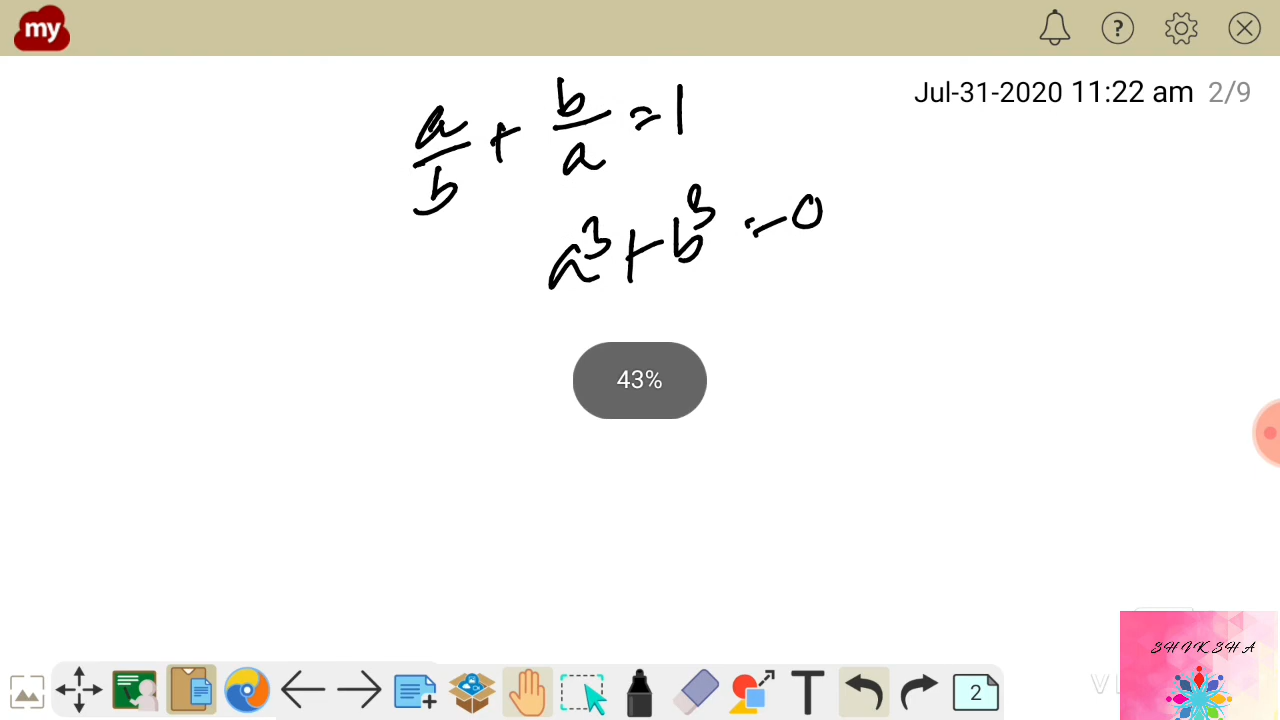 my
Jul-31-2020 11:22 am 2/9
a/b + b/a = 1
a³ + b³ = 0
43%
T
2
SHIKSHA